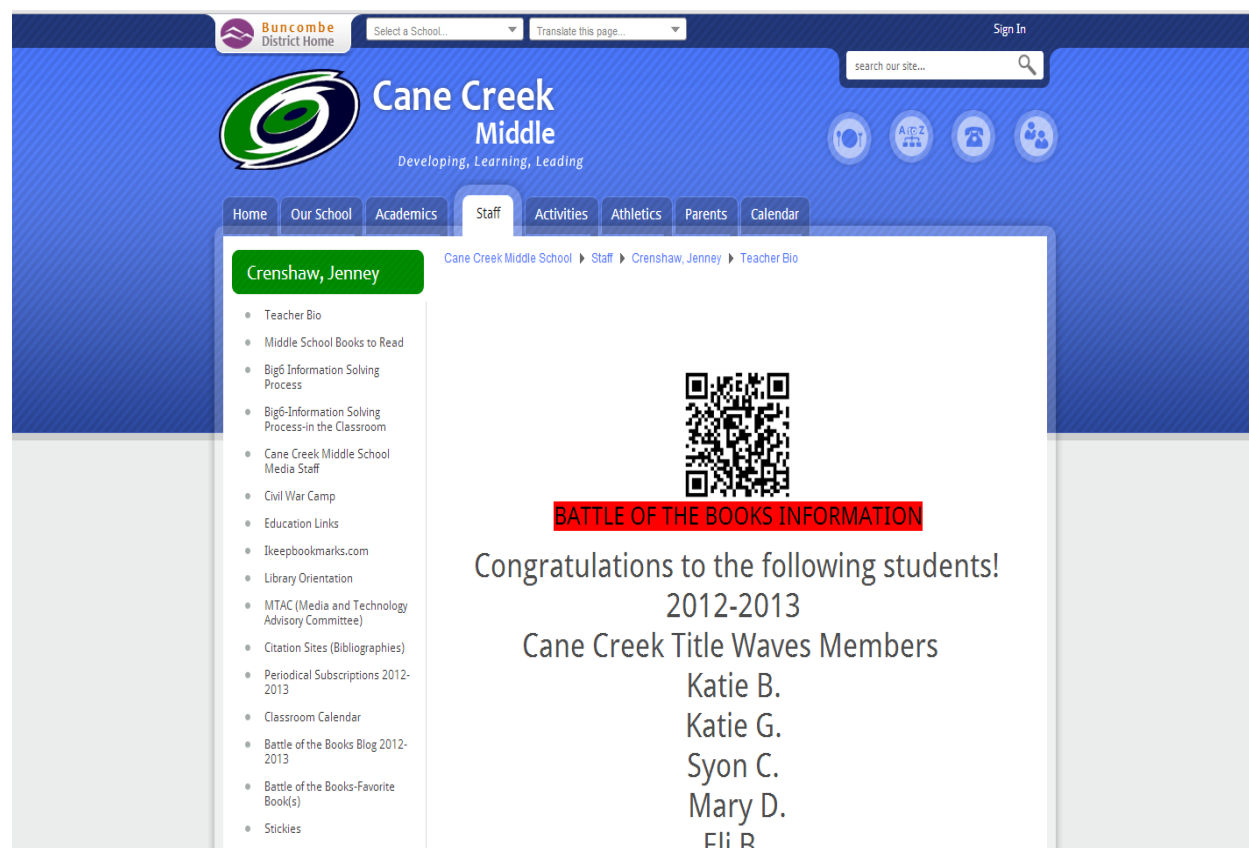 Buncombe
District Home
Select a School...
Translate this page...
Sign In
search our site...
Cane Creek
Middle
Developing, Learning, Leading
A Z
Home
Our School
Academics
Staff
Activities
Athletics
Parents
Calendar
Crenshaw, Jenney
Cane Creek Middle School
Staff
Crenshaw, Jenney
Teacher Bio
Teacher Bio
Middle School Books to Read
Big6 Information Solving
Process
Big6-Information Solving
Process-in the Classroom
Cane Creek Middle School
Media Staff
Civil War Camp
Education Links
Ikeepbookmarks.com
Library Orientation
MTAC (Media and Technology
Advisory Committee)
Citation Sites (Bibliographies)
Periodical Subscriptions 2012-
2013
Classroom Calendar
Battle of the Books Blog 2012-
2013
Battle of the Books-Favorite
Book(s)
Stickies
BATTLE OF THE BOOKS INFORMATION
Congratulations to the following students!
2012-2013
Cane Creek Title Waves Members
Katie B.
Katie G.
Syon C.
Mary D.